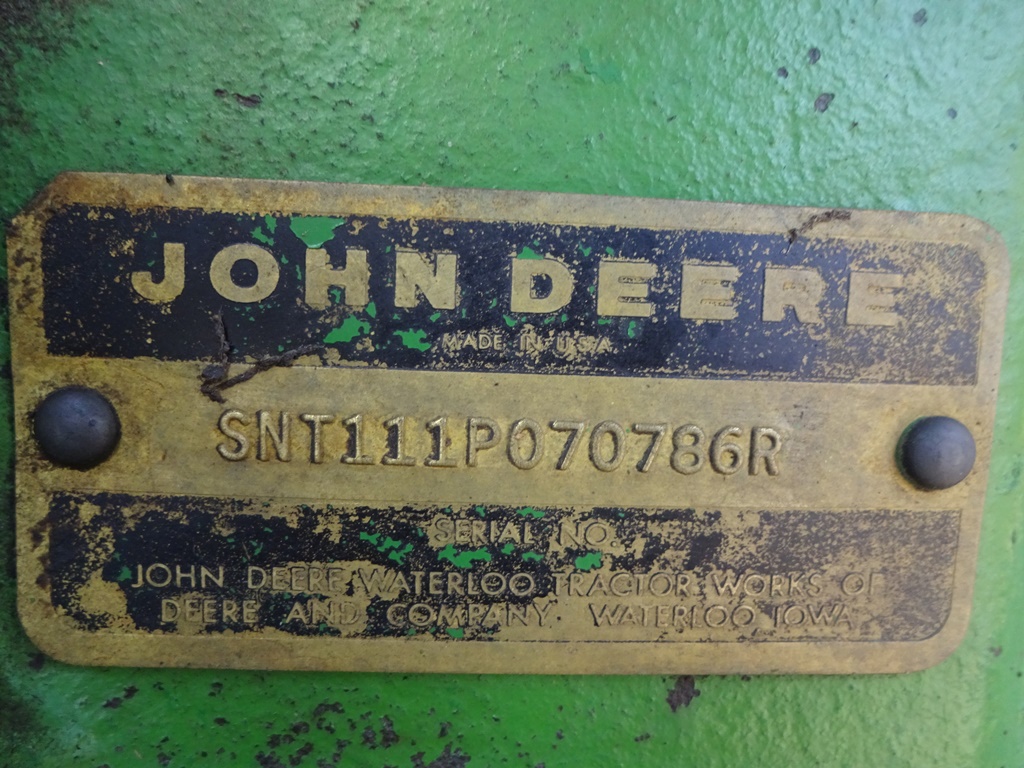 JOHN DEERE
MADE IN U.S.A.
SNT111P070786R
SERIAL NO.
JOHN DEERE WATERLOO TRACTOR WORKS OF
DEERE AND COMPANY. WATERLOO IOWA